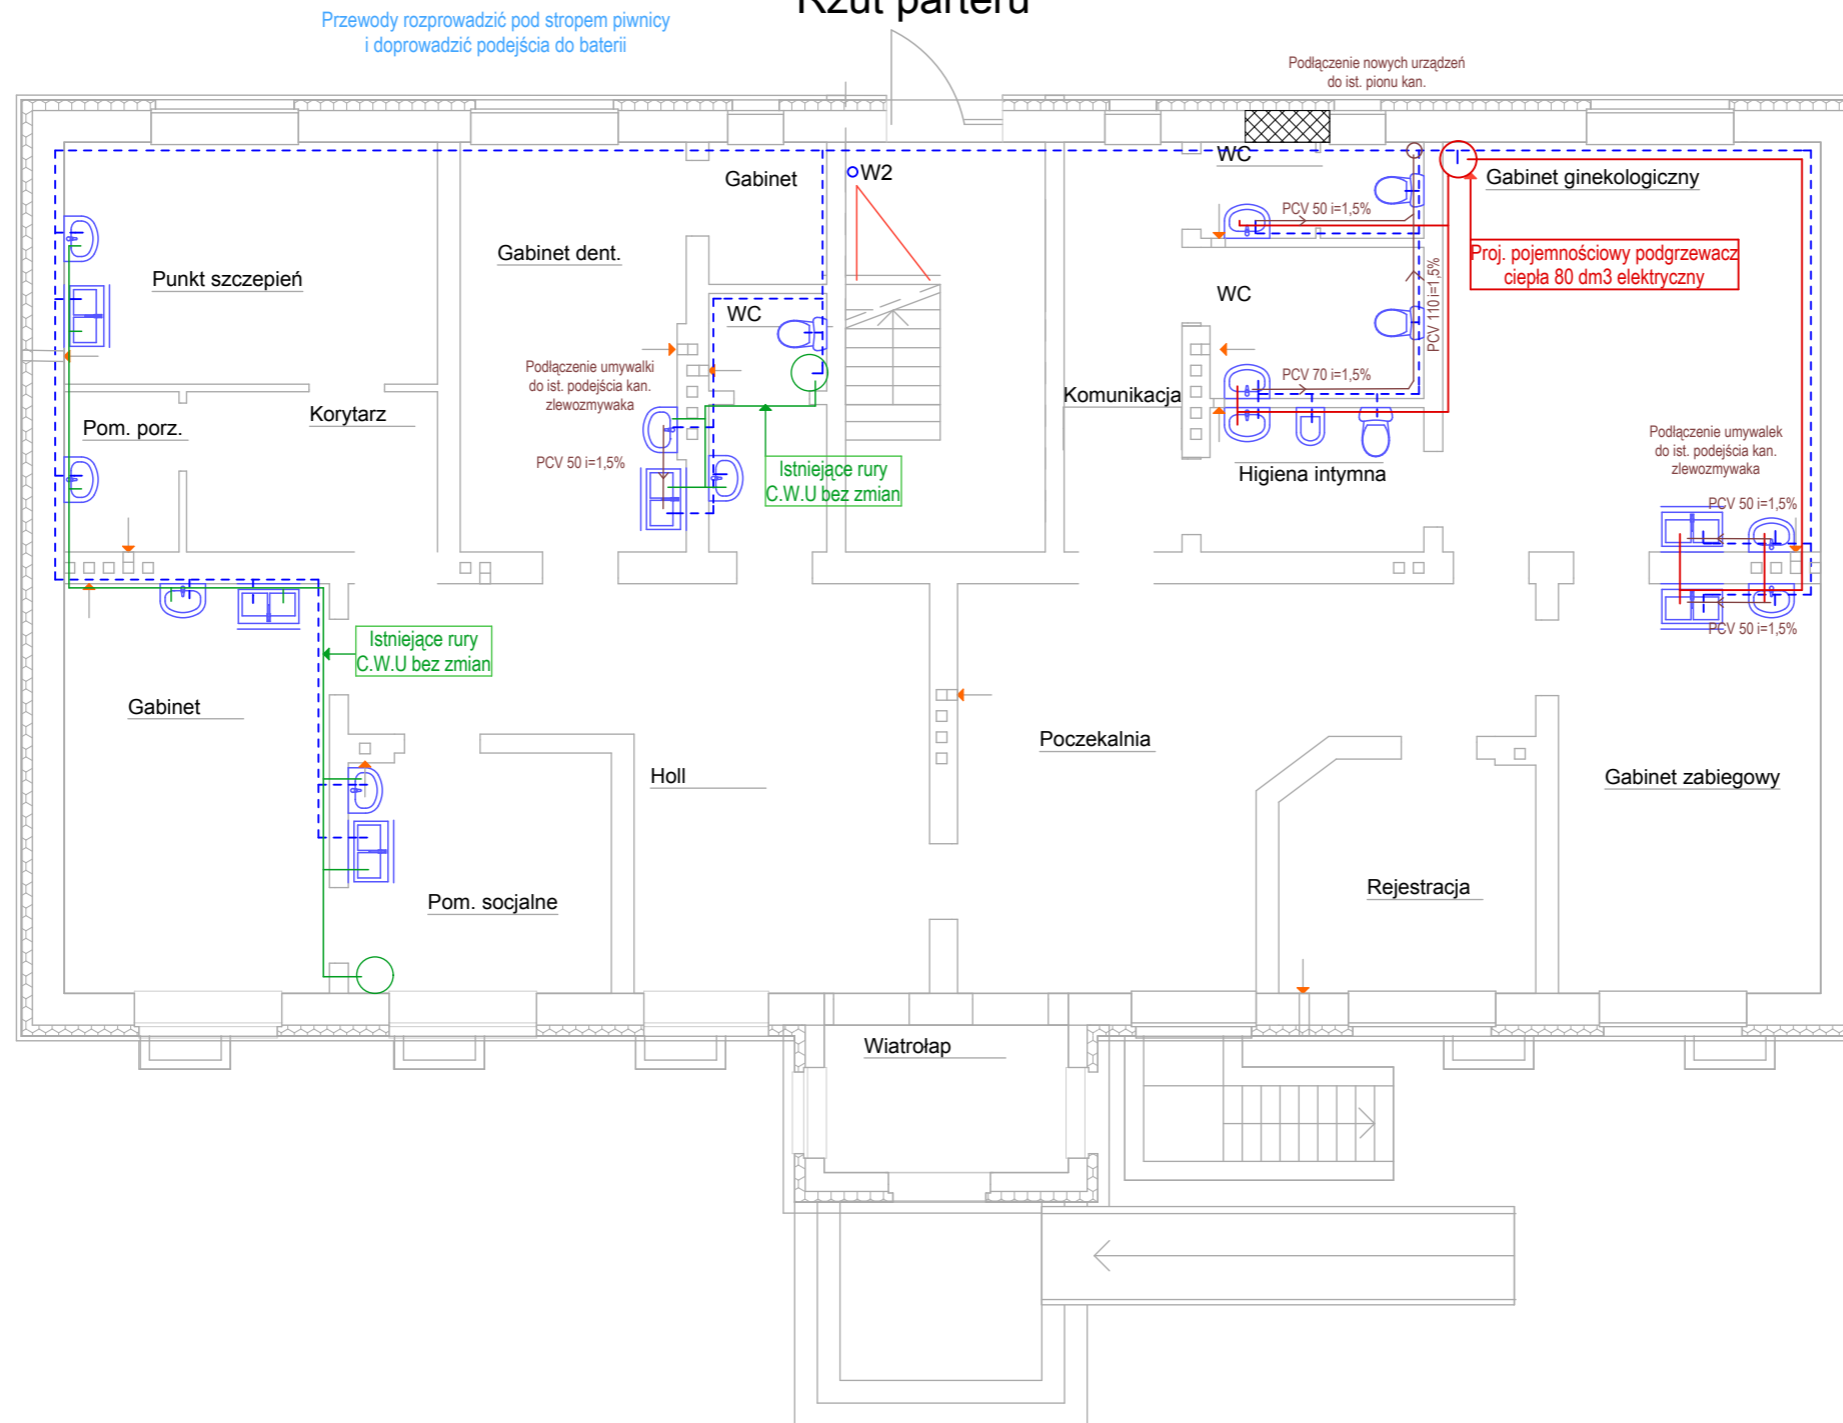 Rzut parteru
Przewody rozprowadzić pod stropem piwnicy
i doprowadzić podejścia do baterii
Podłączenie nowych urządzeń
do ist. pionu kan.
WC
Gabinet
W2
Gabinet ginekologiczny
PCV 50 i=1,5%
Gabinet dent.
Proj. pojemnościowy podgrzewacz
ciepła 80 dm3 elektryczny
Punkt szczepień
WC
PCV 110 i=1,5%
WC
Podłączenie umywalki
do ist. podejścia kan.
zlewozmywaka
PCV 70 i=1,5%
Komunikacja
Korytarz
Pom. porz.
Podłączenie umywalek
do ist. podejścia kan.
zlewozmywaka
PCV 50 i=1,5%
Istniejące rury
C.W.U bez zmian
Higiena intymna
PCV 50 i=1,5%
PCV 50 i=1,5%
Istniejące rury
C.W.U bez zmian
Gabinet
Poczekalnia
Holl
Gabinet zabiegowy
Rejestracja
Pom. socjalne
Wiatrołap